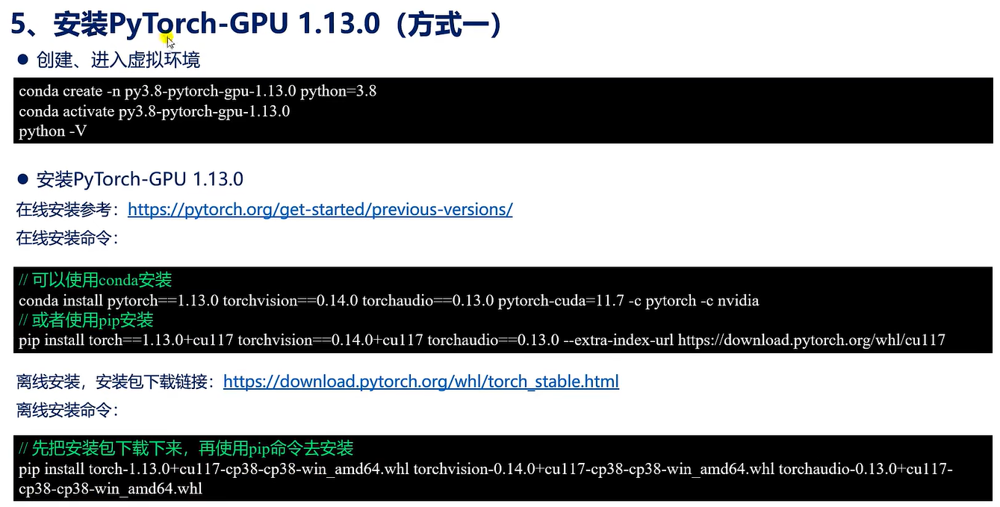 5、安装PyTorch-GPU 1.13.0（方式一）
● 创建、进入虚拟环境
conda create -n py3.8-pytorch-gpu-1.13.0 python=3.8
conda activate py3.8-pytorch-gpu-1.13.0
python -V
● 安装PyTorch-GPU 1.13.0
在线安装参考：https://pytorch.org/get-started/previous-versions/
在线安装命令：
// 可以使用conda安装
conda install pytorch==1.13.0 torchvision==0.14.0 torchaudio==0.13.0 pytorch-cuda=11.7 -c pytorch -c nvidia
// 或者使用pip安装
pip install torch==1.13.0+cu117 torchvision==0.14.0+cu117 torchaudio==0.13.0 --extra-index-url https://download.pytorch.org/whl/cu117
离线安装，安装包下载链接：https://download.pytorch.org/whl/torch_stable.html
离线安装命令：
// 先把安装包下载下来，再使用pip命令去安装
pip install torch-1.13.0+cu117-cp38-cp38-win_amd64.whl torchvision-0.14.0+cu117-cp38-cp38-win_amd64.whl torchaudio-0.13.0+cu117-
cp38-cp38-win_amd64.whl